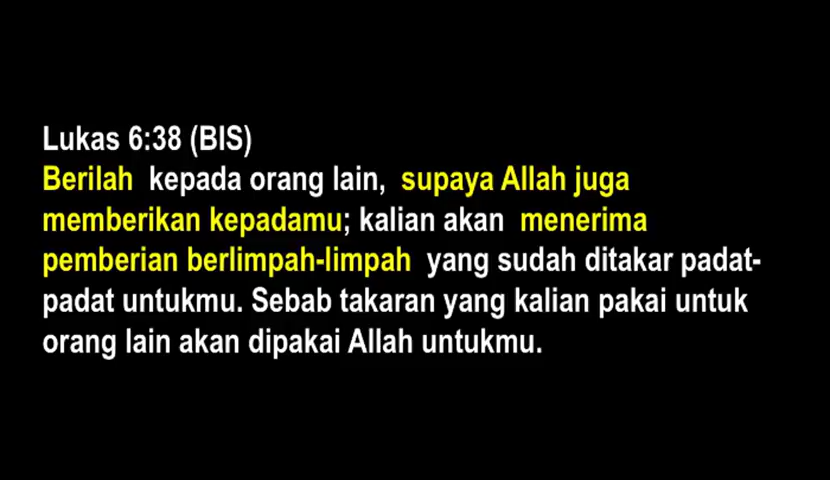 Lukas 6:38 (BIS)
Berilah kepada orang lain, supaya Allah juga
memberikan kepadamu; kalian akan menerima
pemberian berlimpah-limpah yang sudah ditakar padat-
padat untukmu. Sebab takaran yang kalian pakai untuk
orang lain akan dipakai Allah untukmu.